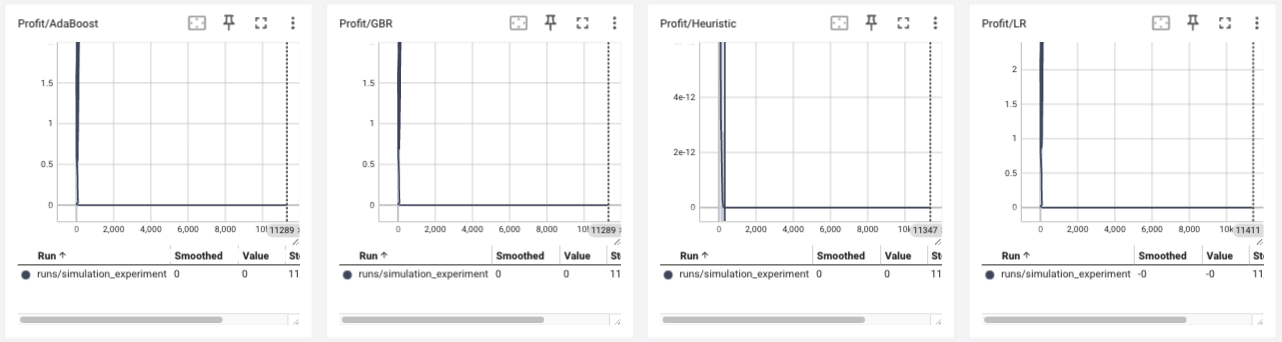 Profit/AdaBoost
1.5
1
0.5
0
0 2,000 4,000 6,000 8,000 11289
Run ↑ Smoothed Value
runs/simulation_experiment 0 0 11
Profit/GBR
1.5
1
0.5
0
0 2,000 4,000 6,000 8,000 11289
Run ↑ Smoothed Value
runs/simulation_experiment 0 0 11
Profit/Heuristic
4e-12
2e-12
0
0 2,000 4,000 6,000 8,000 10k 11347
Run ↑ Smoothed Value
runs/simulation_experiment 0 0 11
Profit/LR
2
1.5
1
0.5
0
0 2,000 4,000 6,000 8,000 10k 11411
Run ↑ Smoothed Value
runs/simulation_experiment -0 -0 11